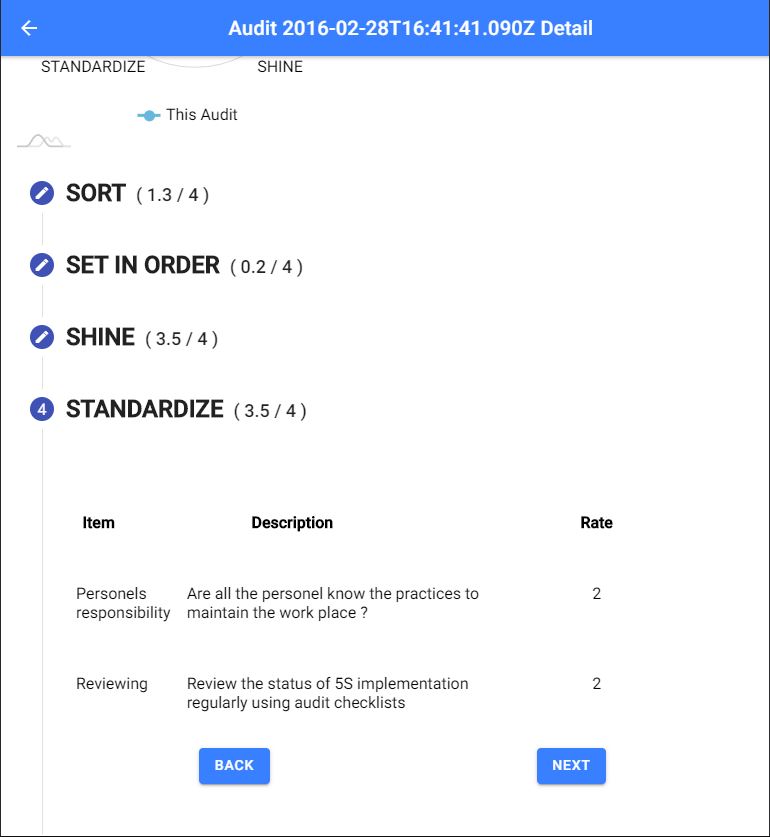 Audit 2016-02-28T16:41:41.090Z Detail
STANDARDIZE SHINE
This Audit
SORT ( 1.3 / 4 )
SET IN ORDER ( 0.2 / 4 )
SHINE ( 3.5 / 4 )
4 STANDARDIZE ( 3.5 / 4 )
Item Description Rate
Personels Are all the personel know the practices to 2
responsibility maintain the work place ?
Reviewing Review the status of 5S implementation 2
regularly using audit checklists
BACK NEXT